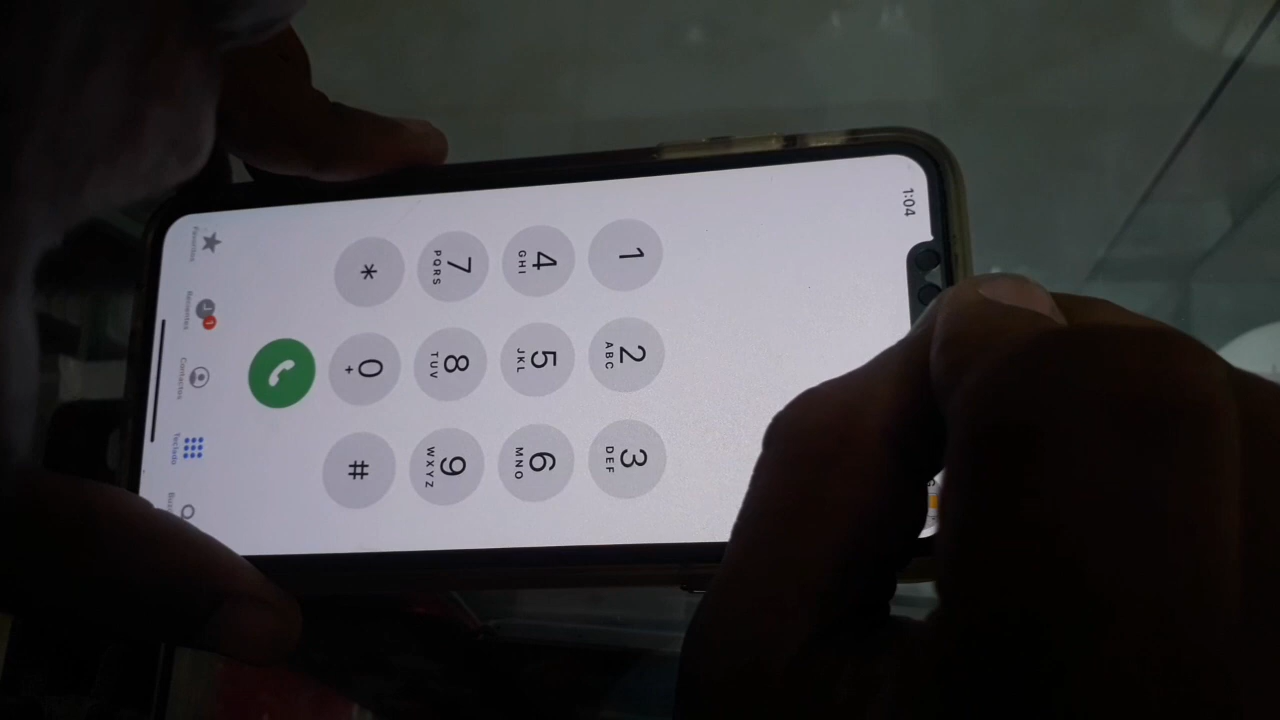 1:04
1
2
ABC
3
DEF
4
GHI
5
JKL
6
MNO
7
PQRS
8
TUV
9
WXYZ
*
0
+
#
Favoritos
1
Recientes
Contactos
Teclado